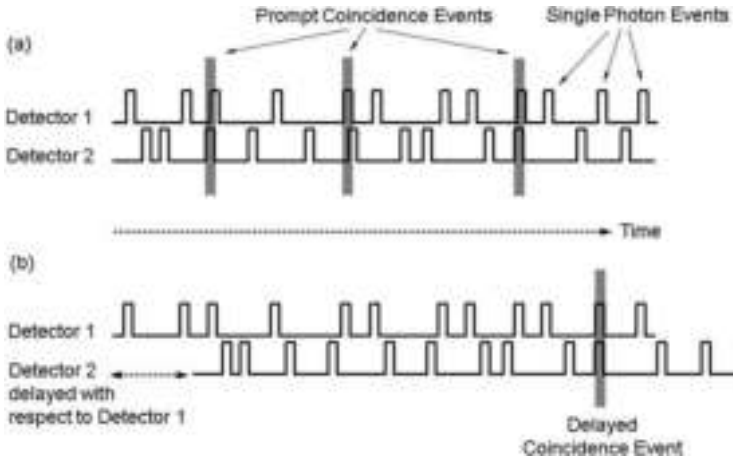 Prompt Coincidence Events
Single Photon Events
(a)
Detector 1
Detector 2
Time
(b)
Detector 1
Detector 2
delayed with
respect to Detector 1
Delayed
Coincidence Event